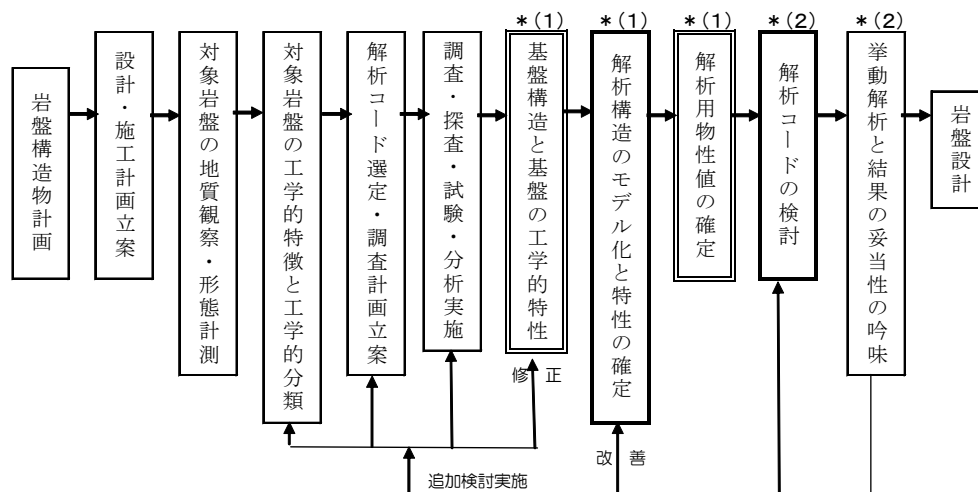 *(1)
*(1)
*(1)
*(2)
*(2)
岩盤構造物計画
設計・施工計画立案
対象岩盤の地質観察・形態計測
対象岩盤の工学的特徴と工学的分類
解析コード選定・調査計画立案
調査・探査・試験・分析実施
基盤構造と基盤の工学的特性
解析構造のモデル化と特性の確定
解析用物性値の確定
解析コードの検討
挙動解析と結果の妥当性の吟味
岩盤設計
修正
改善
追加検討実施